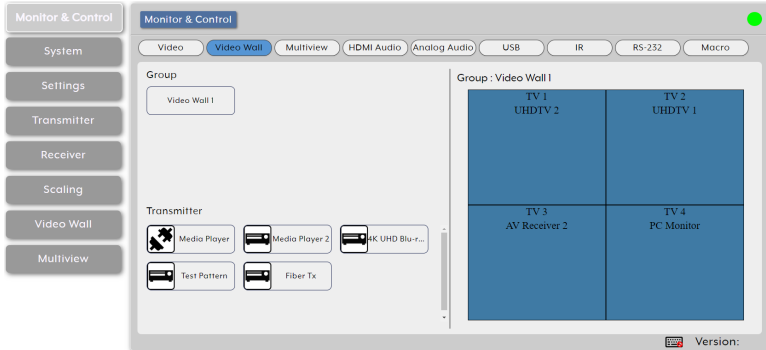 Monitor & Control
System
Settings
Transmitter
Receiver
Scaling
Video Wall
Multiview
Monitor & Control
Video
Video Wall
Multiview
HDMI Audio
Analog Audio
USB
IR
RS-232
Macro
Group
Video Wall 1
Transmitter
Media Player
Media Player 2
4K UHD Blu-r...
Test Pattern
Fiber Tx
Group : Video Wall 1
TV 1
UHDTV 2
TV 2
UHDTV 1
TV 3
AV Receiver 2
TV 4
PC Monitor
Version: